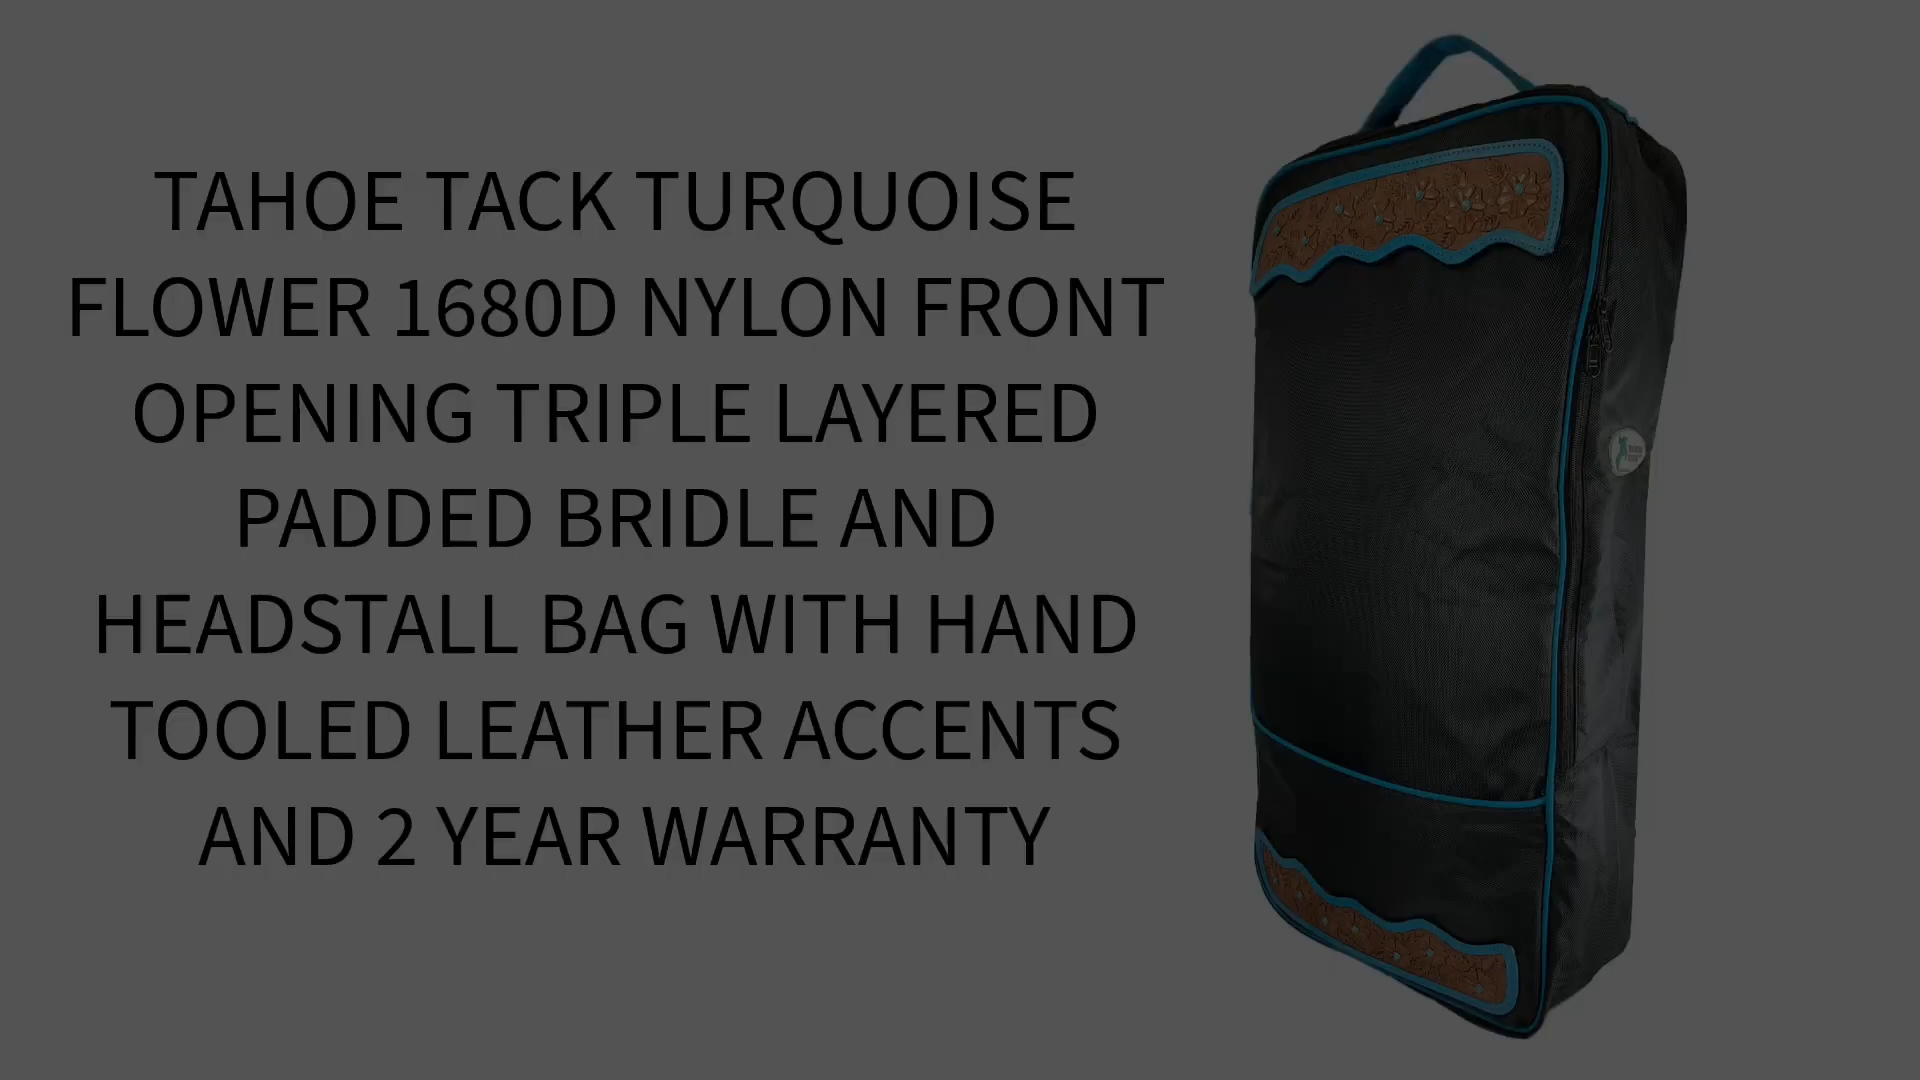 TAHOE TACK TURQUOISE
FLOWER 1680D NYLON FRONT
OPENING TRIPLE LAYERED
PADDED BRIDLE AND
HEADSTALL BAG WITH HAND
TOOLED LEATHER ACCENTS
AND 2 YEAR WARRANTY